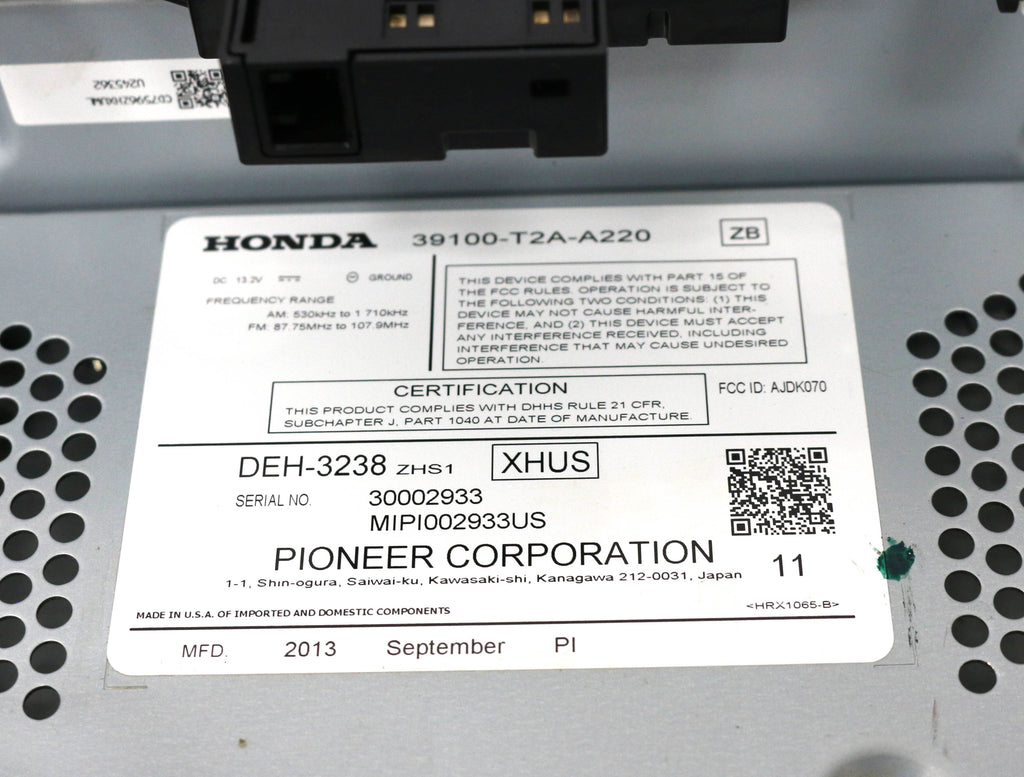 U245362
HONDA 39100-T2A-A220 ZB
DC 13.2V GROUND
FREQUENCY RANGE
AM: 530kHz to 1 710kHz
FM: 87.75MHz to 107.9MHz
THIS DEVICE COMPLIES WITH PART 15 OF
THE FCC RULES. OPERATION IS SUBJECT TO
THE FOLLOWING TWO CONDITIONS: (1) THIS
DEVICE MAY NOT CAUSE HARMFUL INTER-
FERENCE, AND (2) THIS DEVICE MUST ACCEPT
ANY INTERFERENCE RECEIVED, INCLUDING
INTERFERENCE THAT MAY CAUSE UNDESIRED
OPERATION.
CERTIFICATION
THIS PRODUCT COMPLIES WITH DHHS RULE 21 CFR,
SUBCHAPTER J, PART 1040 AT DATE OF MANUFACTURE.
FCC ID: AJDK070
DEH-3238 ZHS1 XHUS
SERIAL NO. 30002933
MIPI002933US
PIONEER CORPORATION
1-1, Shin-ogura, Saiwai-ku, Kawasaki-shi, Kanagawa 212-0031, Japan
11
MADE IN U.S.A. OF IMPORTED AND DOMESTIC COMPONENTS
<HRX1065-B>
MFD. 2013 September PI